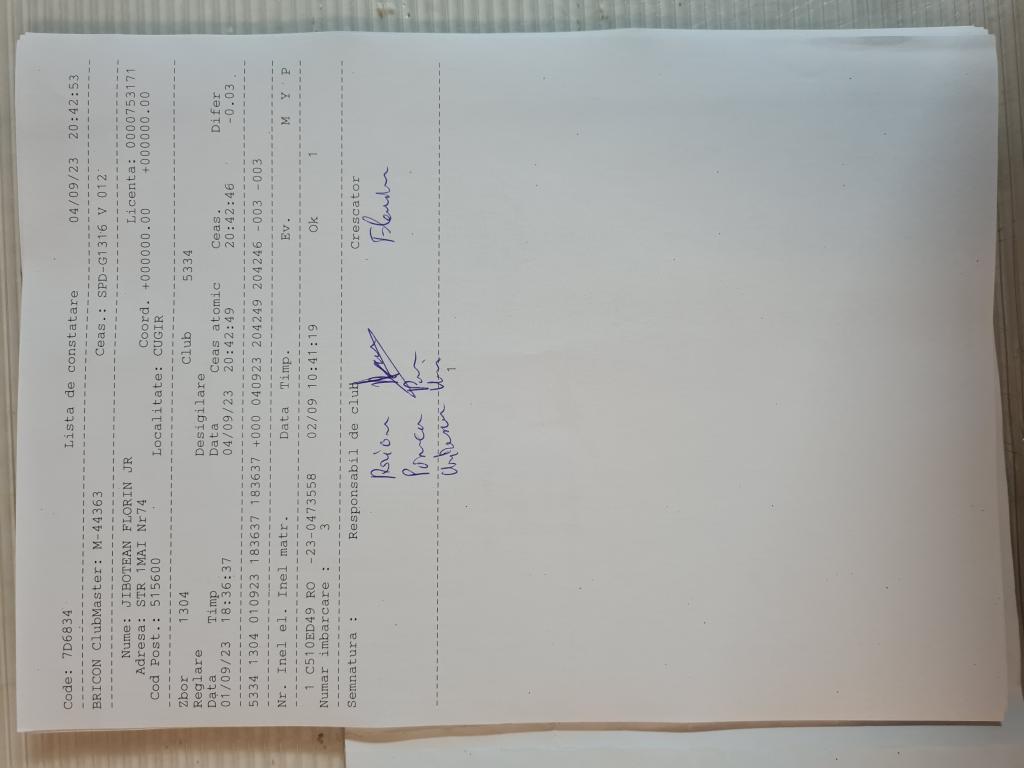 Code: 7D6834 Lista de constatare 04/09/23 20:42:53
BRICON ClubMaster: M-44363 Ceas.: SPD-G1316 V 012
Nume: JIBOTEAN FLORIN JR Licenta: 0000753171
Adresa: STR 1MAI Nr74 Coord. +000000.00 +000000.00
Cod Post.: 515600 Localitate: CUGIR
Zbor 1304 Club 5334
Reglare Desigilare
Data Timp Data Ceas atomic Ceas. Difer
01/09/23 18:36:37 04/09/23 20:42:49 20:42:46 -0.03
5334 1304 010923 183637 183637 +000 040923 204249 204246 -003 -003
Nr. Inel el. Inel matr. Data Timp. Ev. M Y P
1 C510ED49 RO -23-0473558 02/09 10:41:19 Ok 1
Numar imbarcare : 3
Semnatura : Responsabil de club Crescator
1